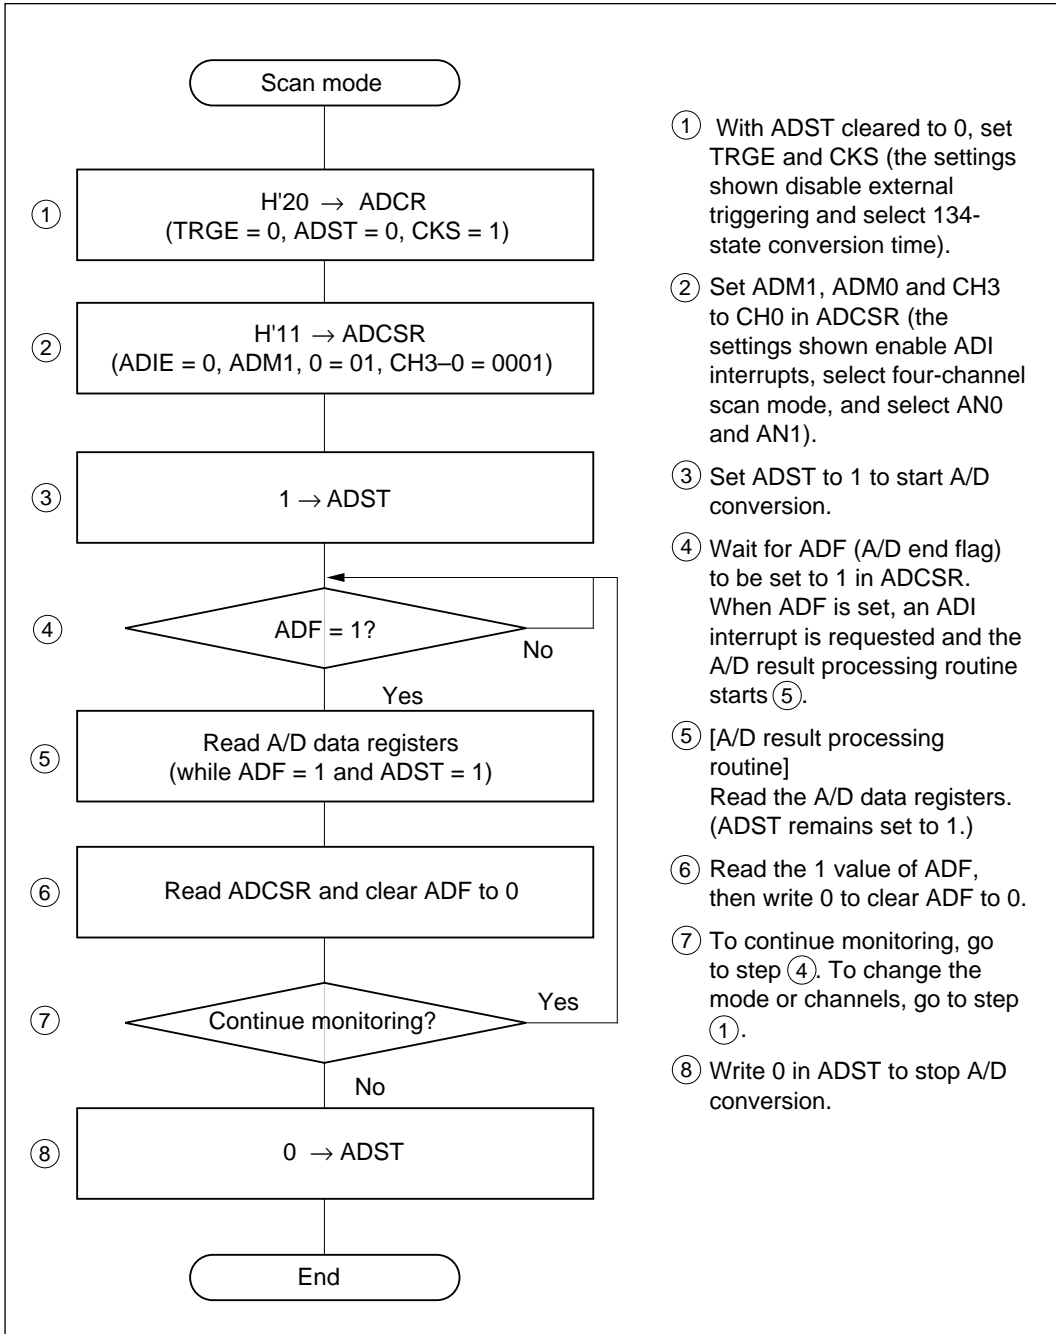 Scan mode
① H'20 → ADCR
(TRGE = 0, ADST = 0, CKS = 1)
② H'11 → ADCSR
(ADIE = 0, ADM1, 0 = 01, CH3–0 = 0001)
③ 1 → ADST
④ ADF = 1?
No
Yes
⑤ Read A/D data registers
(while ADF = 1 and ADST = 1)
⑥ Read ADCSR and clear ADF to 0
⑦ Continue monitoring?
Yes
No
⑧ 0 → ADST
End
① With ADST cleared to 0, set
TRGE and CKS (the settings
shown disable external
triggering and select 134-
state conversion time).
② Set ADM1, ADM0 and CH3
to CH0 in ADCSR (the
settings shown enable ADI
interrupts, select four-channel
scan mode, and select AN0
and AN1).
③ Set ADST to 1 to start A/D
conversion.
④ Wait for ADF (A/D end flag)
to be set to 1 in ADCSR.
When ADF is set, an ADI
interrupt is requested and the
A/D result processing routine
starts ⑤.
⑤ [A/D result processing
routine]
Read the A/D data registers.
(ADST remains set to 1.)
⑥ Read the 1 value of ADF,
then write 0 to clear ADF to 0.
⑦ To continue monitoring, go
to step ④. To change the
mode or channels, go to step
①.
⑧ Write 0 in ADST to stop A/D
conversion.